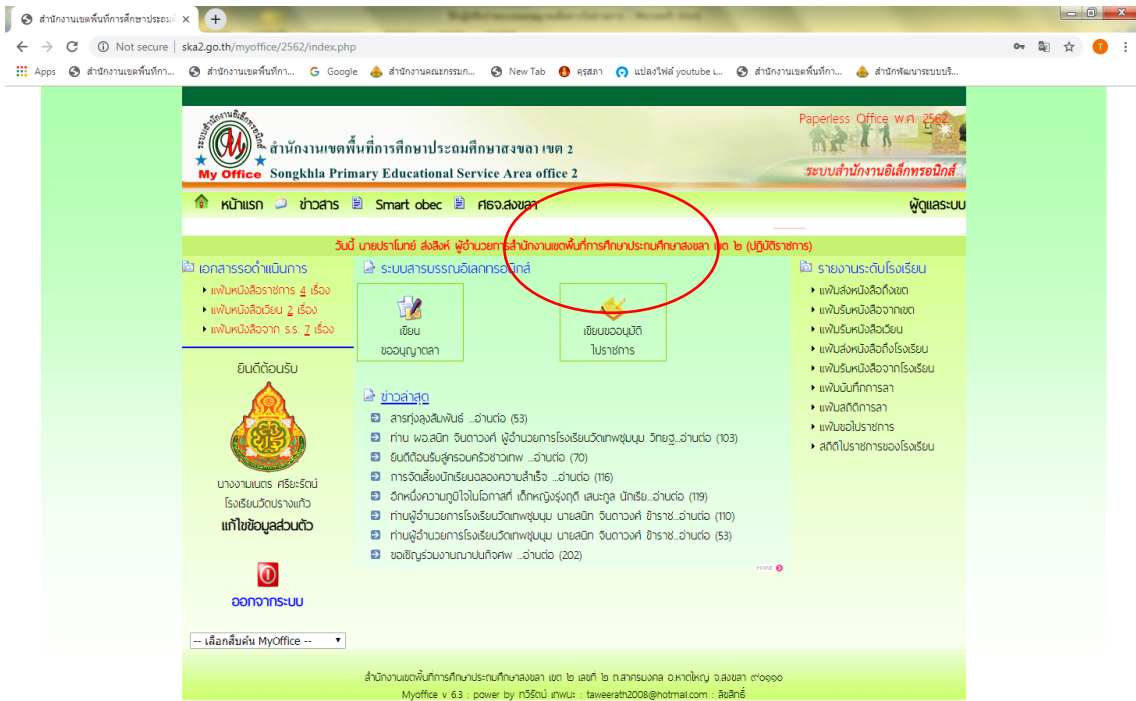 สำนักงานเขตพื้นที่การศึกษาประถมศึ
Not secure | ska2.go.th/myoffice/2562/index.php
Apps สำนักงานเขตพื้นที่กา... สำนักงานเขตพื้นที่กา... Google สำนักงานคณะกรรมก... New Tab คุรุสภา แปลงไฟล์ youtube เ... สำนักงานเขตพื้นที่กา... สำนักพัฒนาระบบบริ...
ระบบสำนักงานอิเล็กทรอนิกส์
My Office
สำนักงานเขตพื้นที่การศึกษาประถมศึกษาสงขลา เขต 2
Songkhla Primary Educational Service Area office 2
Paperless Office พ.ศ. 2562
ระบบสำนักงานอิเล็กทรอนิกส์
หน้าแรก ข่าวสาร Smart obec ศธจ.สงขลา ผู้ดูแลระบบ
วันนี้ นายปราโมทย์ ส่งสิงห์ ผู้อำนวยการสำนักงานเขตพื้นที่การศึกษาประถมศึกษาสงขลา เขต ๒ (ปฏิบัติราชการ)
เอกสารรอดำเนินการ
แฟ้มหนังสือราชการ 4 เรื่อง
แฟ้มหนังสือเวียน 2 เรื่อง
แฟ้มหนังสือจาก ร.ร. 7 เรื่อง
ยินดีต้อนรับ
นางงามเนตร ศรียะรัตน์
โรงเรียนวัดปรางแก้ว
แก้ไขข้อมูลส่วนตัว
ออกจากระบบ
-- เลือกสืบค้น MyOffice --
ระบบสารบรรณอิเลกทรอนิกส์
เขียน
ขออนุญาตลา
เขียนขออนุมัติ
ไปราชการ
ข่าวล่าสุด
สารทุ่งลุงสัมพันธ์ ...อ่านต่อ (53)
ท่าน ผอ.สนิท จินดาวงศ์ ผู้อำนวยการโรงเรียนวัดเทพชุมนุม วิทยฐ...อ่านต่อ (103)
ยินดีต้อนรับสู่ครอบครัวชาวเทพ ...อ่านต่อ (70)
การจัดเลี้ยงนักเรียนฉลองความสำเร็จ ...อ่านต่อ (116)
อีกหนึ่งความภูมิใจในโอกาสที่ เด็กหญิงรุ่งฤดี เสนะกูล นักเรีย...อ่านต่อ (119)
ท่านผู้อำนวยการโรงเรียนวัดเทพชุมนุม นายสนิท จินดาวงศ์ ข้าราช...อ่านต่อ (110)
ท่านผู้อำนวยการโรงเรียนวัดเทพชุมนุม นายสนิท จินดาวงศ์ ข้าราช...อ่านต่อ (53)
ขอเชิญร่วมงานฌาปนกิจศพ ...อ่านต่อ (202)
MORE
รายงานระดับโรงเรียน
แฟ้มส่งหนังสือถึงเขต
แฟ้มรับหนังสือจากเขต
แฟ้มรับหนังสือเวียน
แฟ้มส่งหนังสือถึงโรงเรียน
แฟ้มรับหนังสือจากโรงเรียน
แฟ้มบันทึกการลา
แฟ้มสถิติการลา
แฟ้มขอไปราชการ
สถิติไปราชการของโรงเรียน
สำนักงานเขตพื้นที่การศึกษาประถมศึกษาสงขลา เขต ๒ เลขที่ ๒ ถ.สาครมงคล อ.หาดใหญ่ จ.สงขลา ๙๐๑๑๐
Myoffice v 6.3 : power by ทวีรัตน์ เทพนะ : taweerath2008@hotmail.com : ลิขสิทธิ์